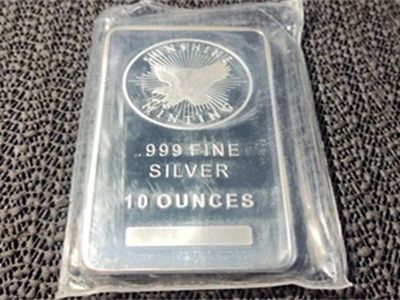 SUNSHINE
MINTING
.999 FINE
SILVER
10 OUNCES